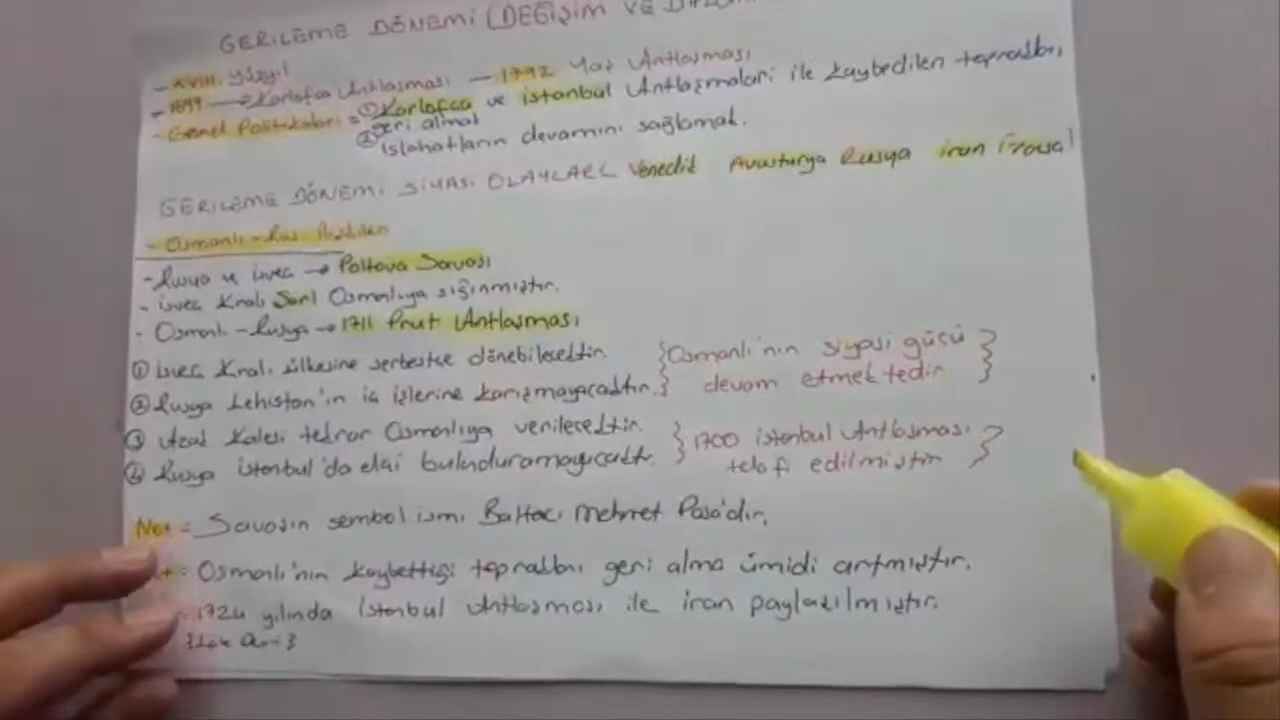 GERİLEME DÖNEMİ (DEĞİŞİM VE
- XVIII. Yüzyıl
- 1699 → Karlofca Antlaşması - 1792 Yaş Antlaşması
- Genel Politikaları = ① Karlofca ve İstanbul Antlaşmaları ile kaybedilen toprakları
geri almak
② ıslahatların devamını sağlamak.
GERİLEME DÖNEMİ SİYASİ OLAYLARI Venedik Avusturya Rusya İran Fransa
- Osmanlı - Rus İlişkileri
- Rusya ve İsveç → Poltova Savaşı
- İsveç Kralı Şarl Osmanlıya sığınmıştır.
- Osmanlı - Rusya → 1711 Prut Antlaşması
① İsveç Kralı ülkesine serbestçe dönebilecektir.
② Rusya Lehistan'ın iç işlerine karışmayacaktır. } {Osmanlı'nın siyasi gücü devam etmektedir }
③ Azak Kalesi tekrar Osmanlıya verilecektir.
④ Rusya İstanbul'da elçi bulunduramayacaktır. } 1700 İstanbul Antlaşması telafi edilmiştir }
Not = Savaşın sembol ismi Baltacı Mehmet Paşa'dır.
Osmanlı'nın kaybettiği toprakları geri alma ümidi artmıştır.
1724 yılında İstanbul Antlaşması ile İran paylaşılmıştır.
{Lale Devri}